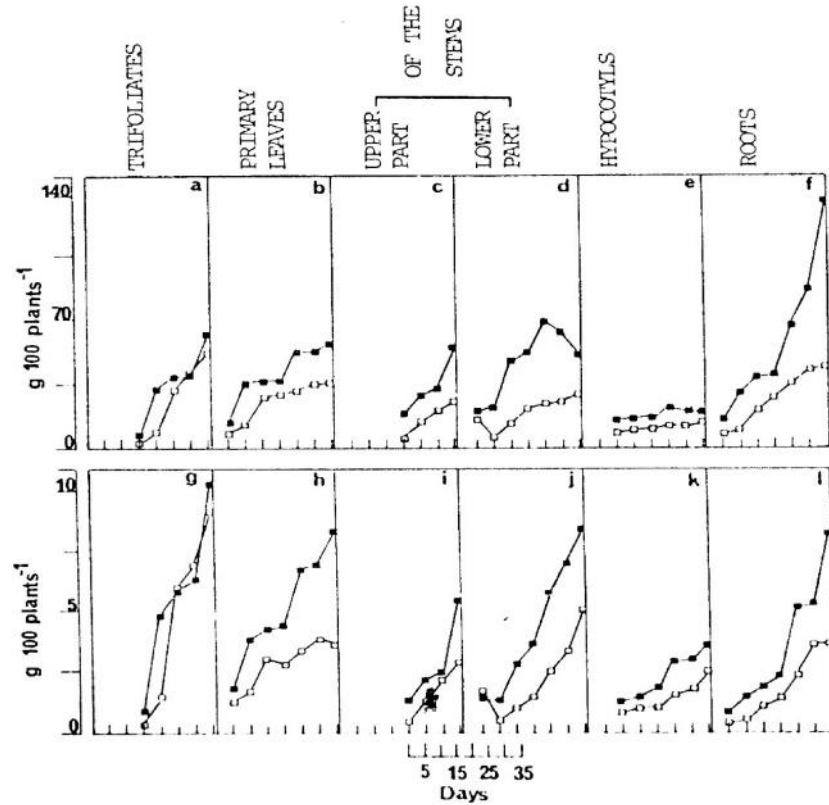 TRIFOLIATES
PRIMARY
LEAVES
UPPER
PART
OF THE
STEMS
LOWER
PART
HYPOCOTYLS
ROOTS
a b c d e f
140
70
0
g 100 plants-1
g h i j k l
10
5
0
g 100 plants-1
5 15 25 35
Days